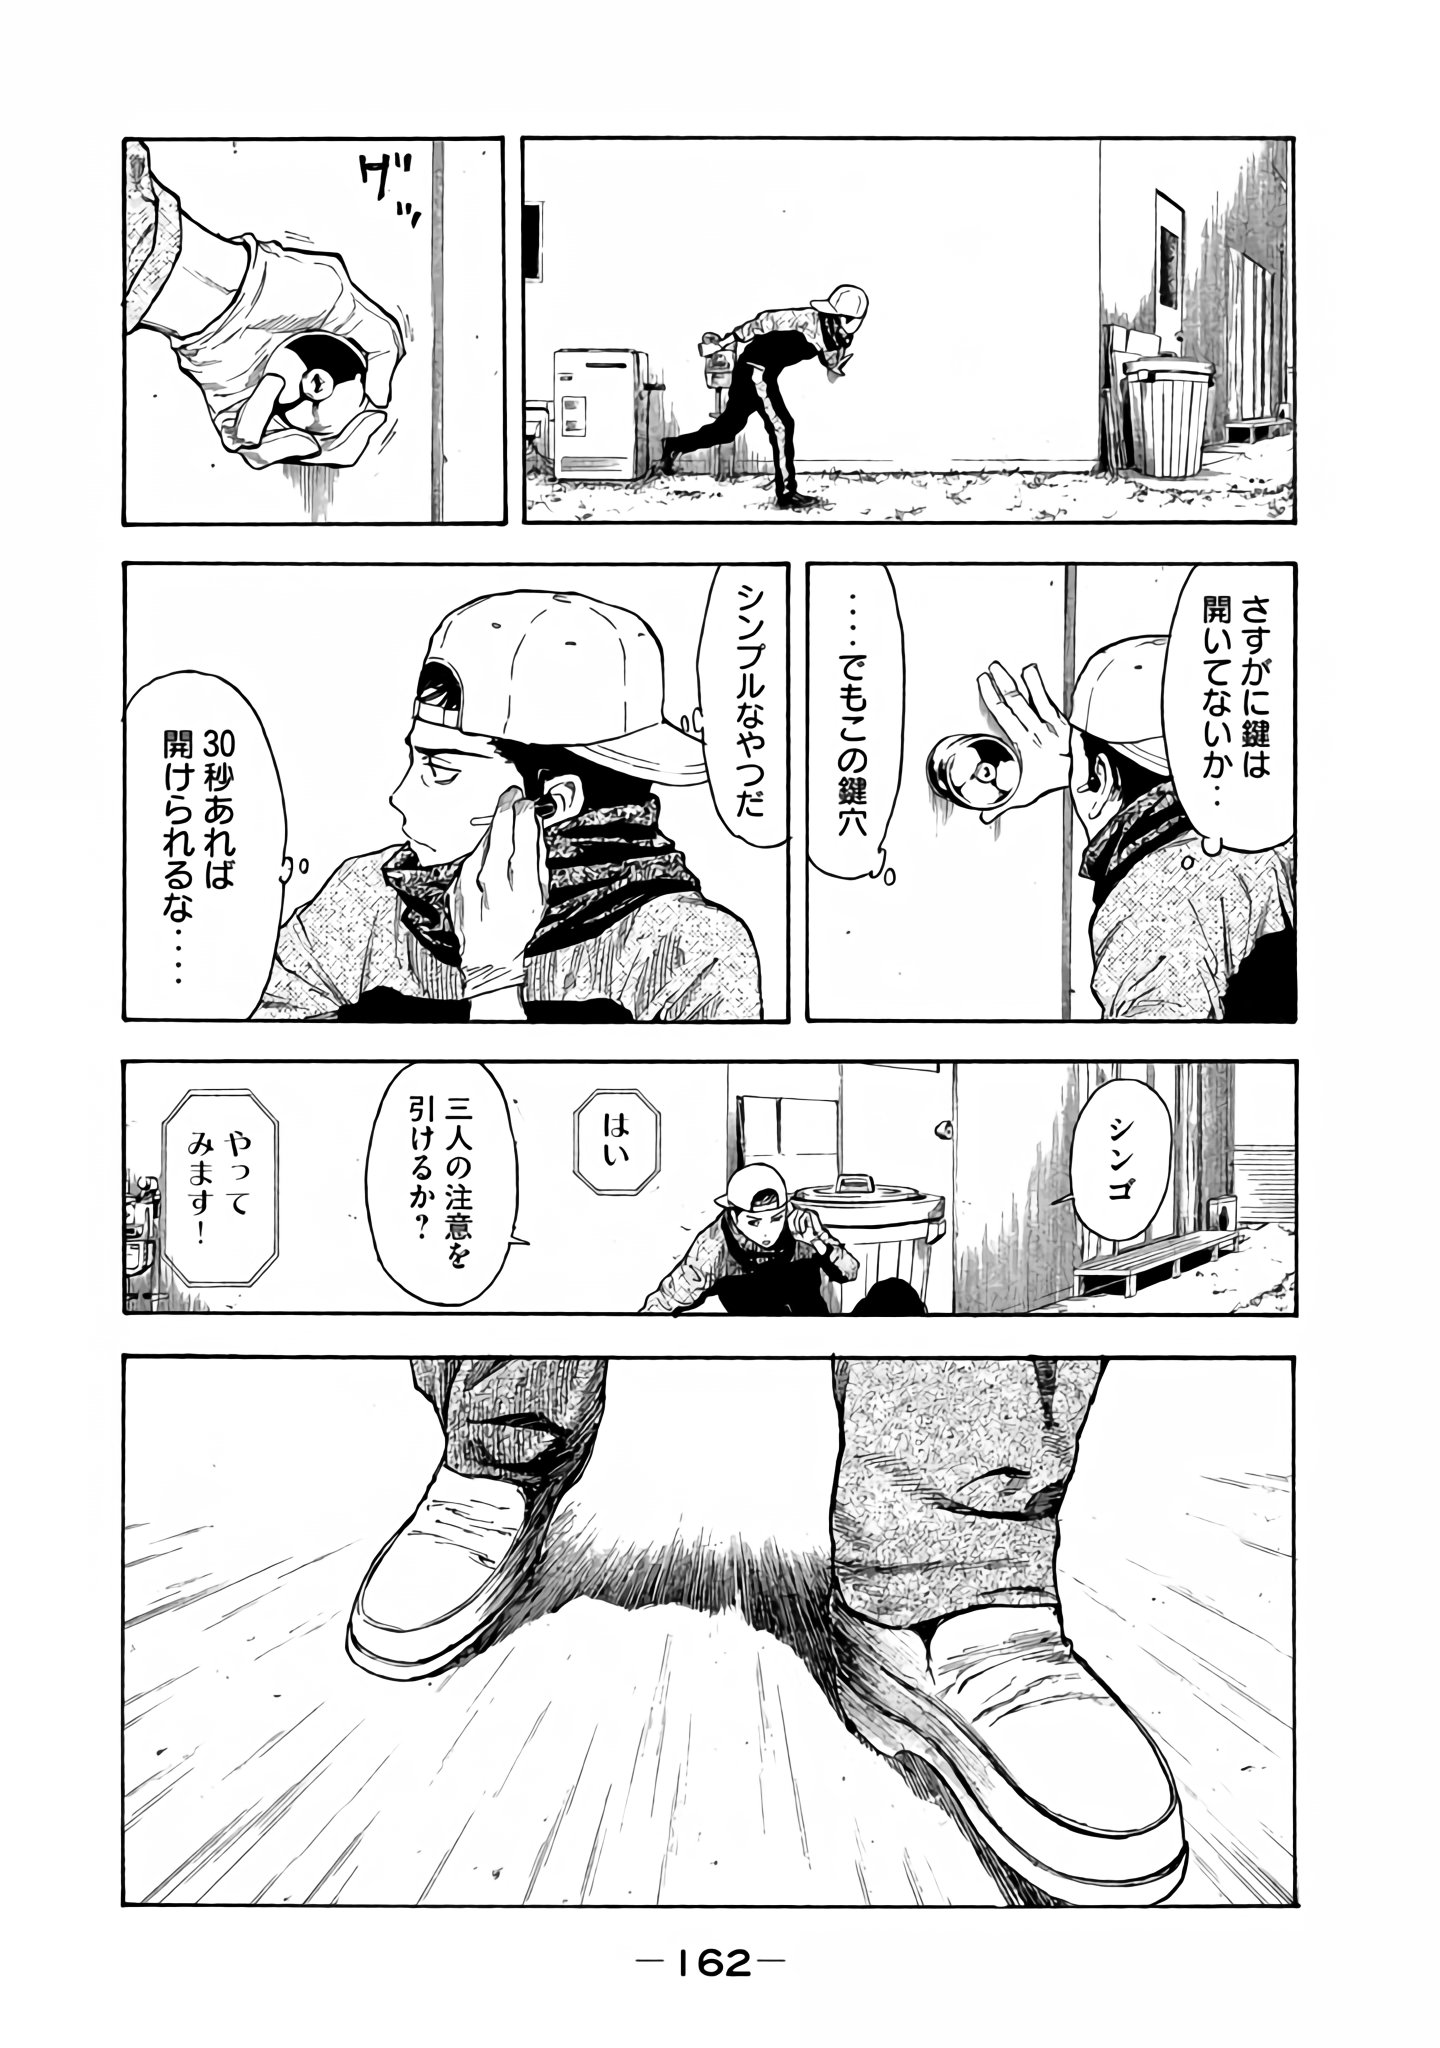 ゲ゛ッ
さすがに鍵は
開いてないか‥
‥‥でもこの鍵穴
シンプルなやつだ
30秒あれば
開けられるな‥‥
シンゴ
はい
三人の注意を
引けるか?
やって
みます!
—162—